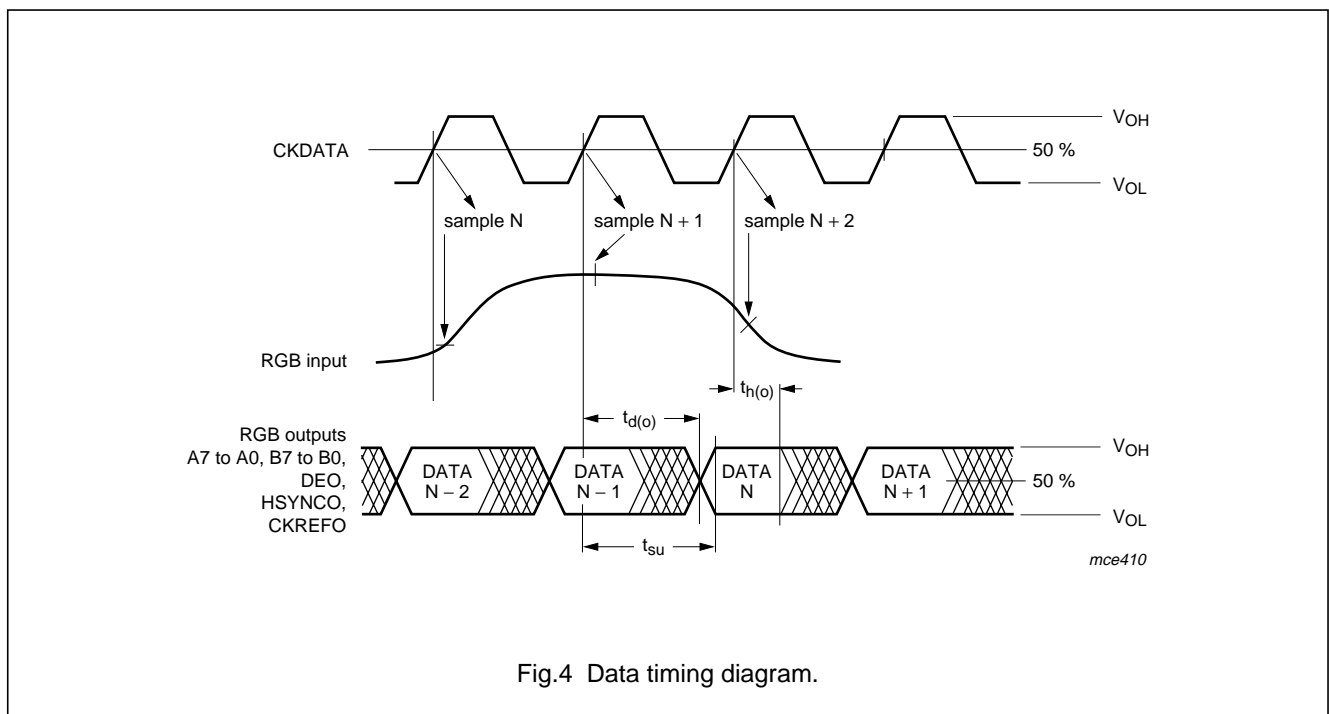 CKDATA
VOH
50 %
VOL
sample N
sample N + 1
sample N + 2
RGB input
th(o)
td(o)
RGB outputs
A7 to A0, B7 to B0,
DEO,
HSYNCO,
CKREFO
DATA
N − 2
DATA
N − 1
DATA
N
DATA
N + 1
VOH
50 %
VOL
tsu
mce410
Fig.4 Data timing diagram.